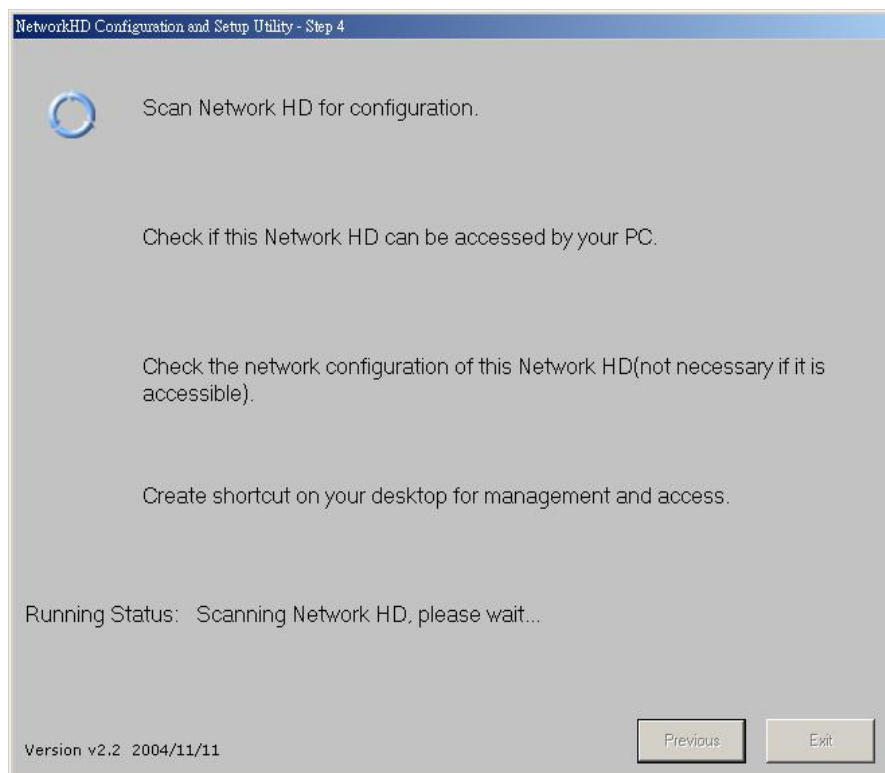 NetworkHD Configuration and Setup Utility - Step 4
Scan Network HD for configuration.
Check if this Network HD can be accessed by your PC.
Check the network configuration of this Network HD(not necessary if it is
accessible).
Create shortcut on your desktop for management and access.
Running Status: Scanning Network HD, please wait...
Version v2.2 2004/11/11
Previous
Exit